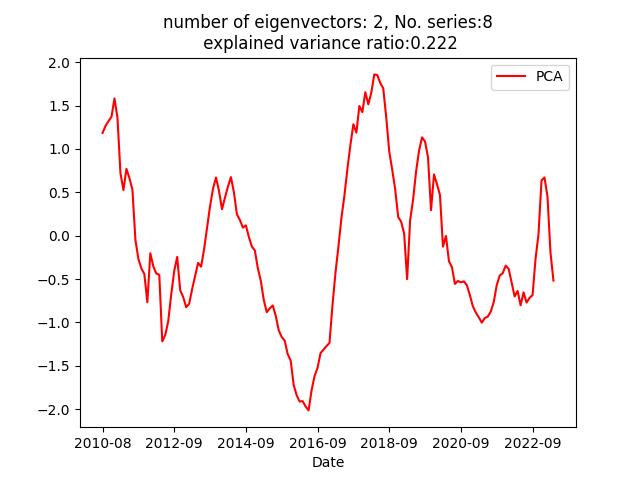 number of eigenvectors: 2, No. series:8
explained variance ratio:0.222
PCA
2.0
1.5
1.0
0.5
0.0
−0.5
−1.0
−1.5
−2.0
2010-08 2012-09 2014-09 2016-09 2018-09 2020-09 2022-09
Date